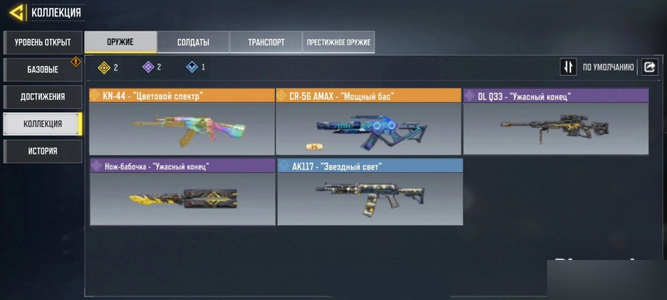 КОЛЛЕКЦИЯ
УРОВЕНЬ ОТКРЫТ
БАЗОВЫЕ
ДОСТИЖЕНИЯ
КОЛЛЕКЦИЯ
ИСТОРИЯ
ОРУЖИЕ СОЛДАТЫ ТРАНСПОРТ ПРЕСТИЖНОЕ ОРУЖИЕ
2 2 1
ПО УМОЛЧАНИЮ
KN-44 - "Цветовой спектр"
CR-56 AMAX - "Мощный бас"
DL Q33 - "Ужасный конец"
Нож-бабочка - "Ужасный конец"
AK117 - "Звездный свет"